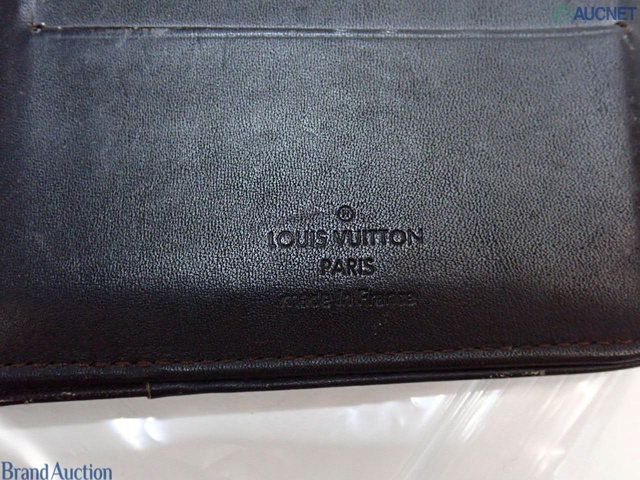 AUCNET
®
LOUIS VUITTON
PARIS
made in France
Brand Auction